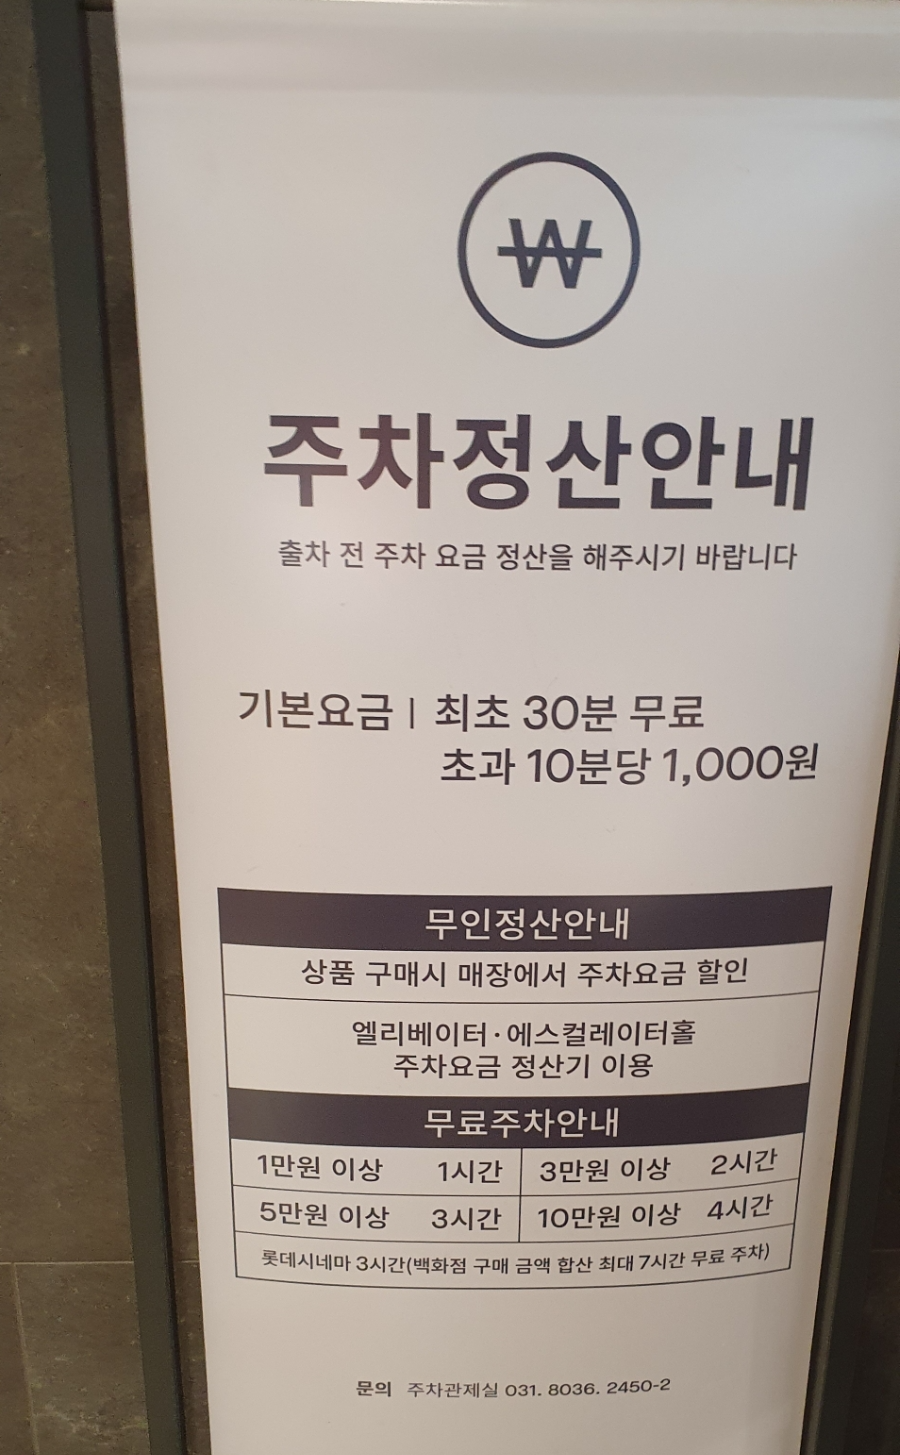 ₩
주차정산안내
출차 전 주차 요금 정산을 해주시기 바랍니다
기본요금 | 최초 30분 무료
초과 10분당 1,000원
무인정산안내
상품 구매시 매장에서 주차요금 할인
엘리베이터·에스컬레이터홀
주차요금 정산기 이용
무료주차안내
1만원 이상 1시간 3만원 이상 2시간
5만원 이상 3시간 10만원 이상 4시간
롯데시네마 3시간(백화점 구매 금액 합산 최대 7시간 무료 주차)
문의 주차관제실 031. 8036. 2450-2